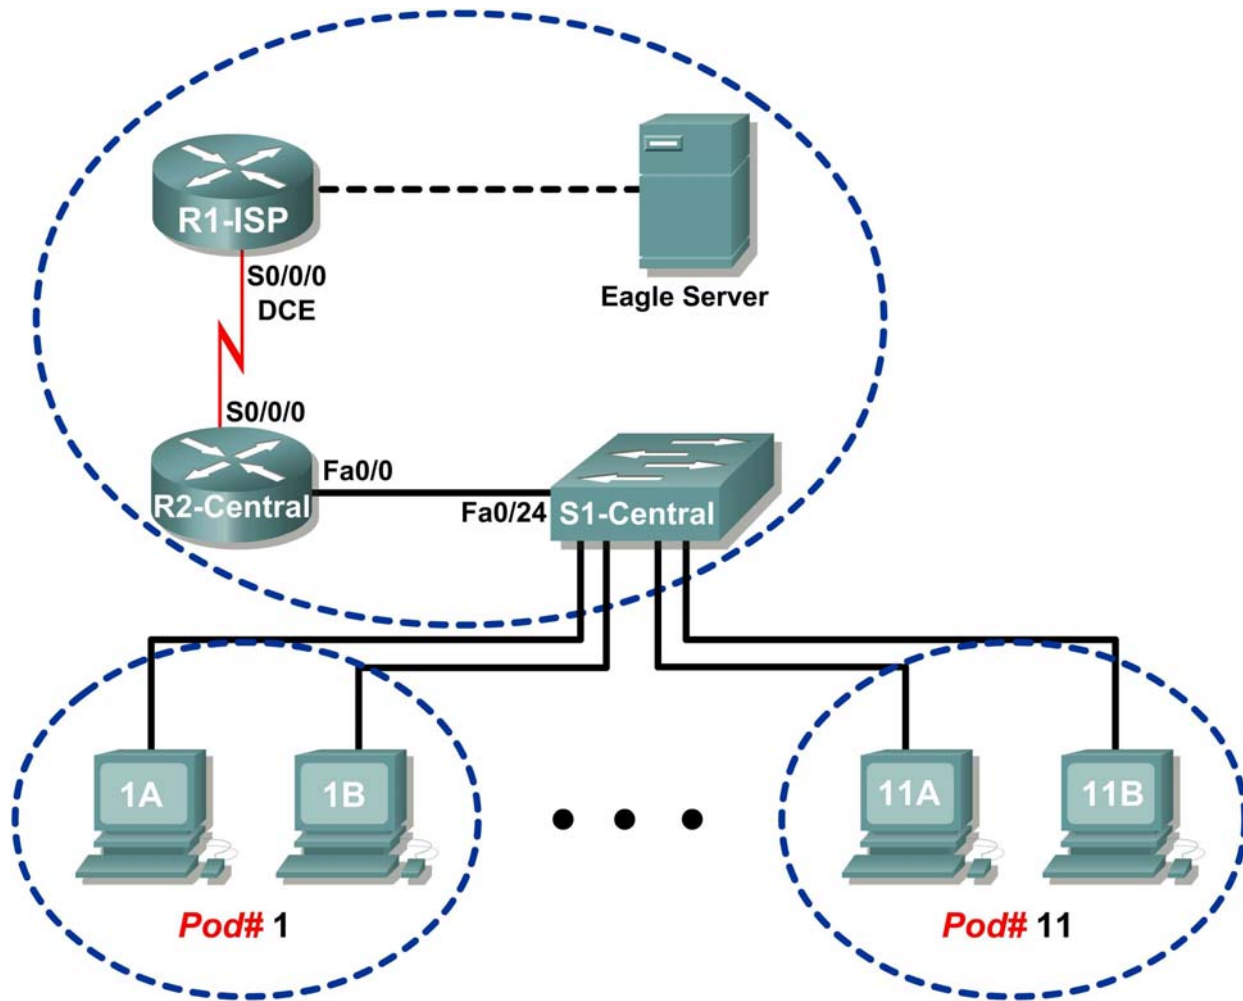 R1-ISP
S0/0/0
DCE
Eagle Server
S0/0/0
R2-Central
Fa0/0
Fa0/24
S1-Central
1A
1B
11A
11B
Pod# 1
Pod# 11